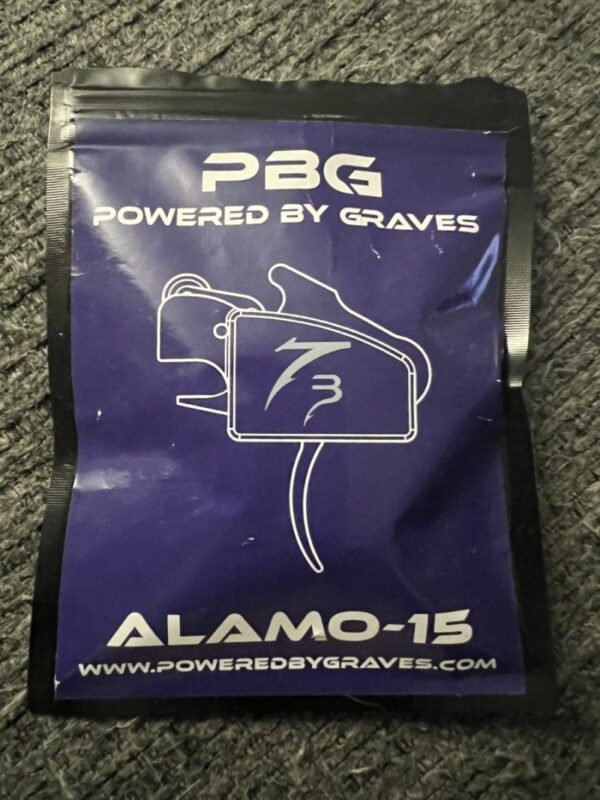 PBG
POWERED BY GRAVES
73
ALAMO-15
WWW.POWEREDBYGRAVES.COM